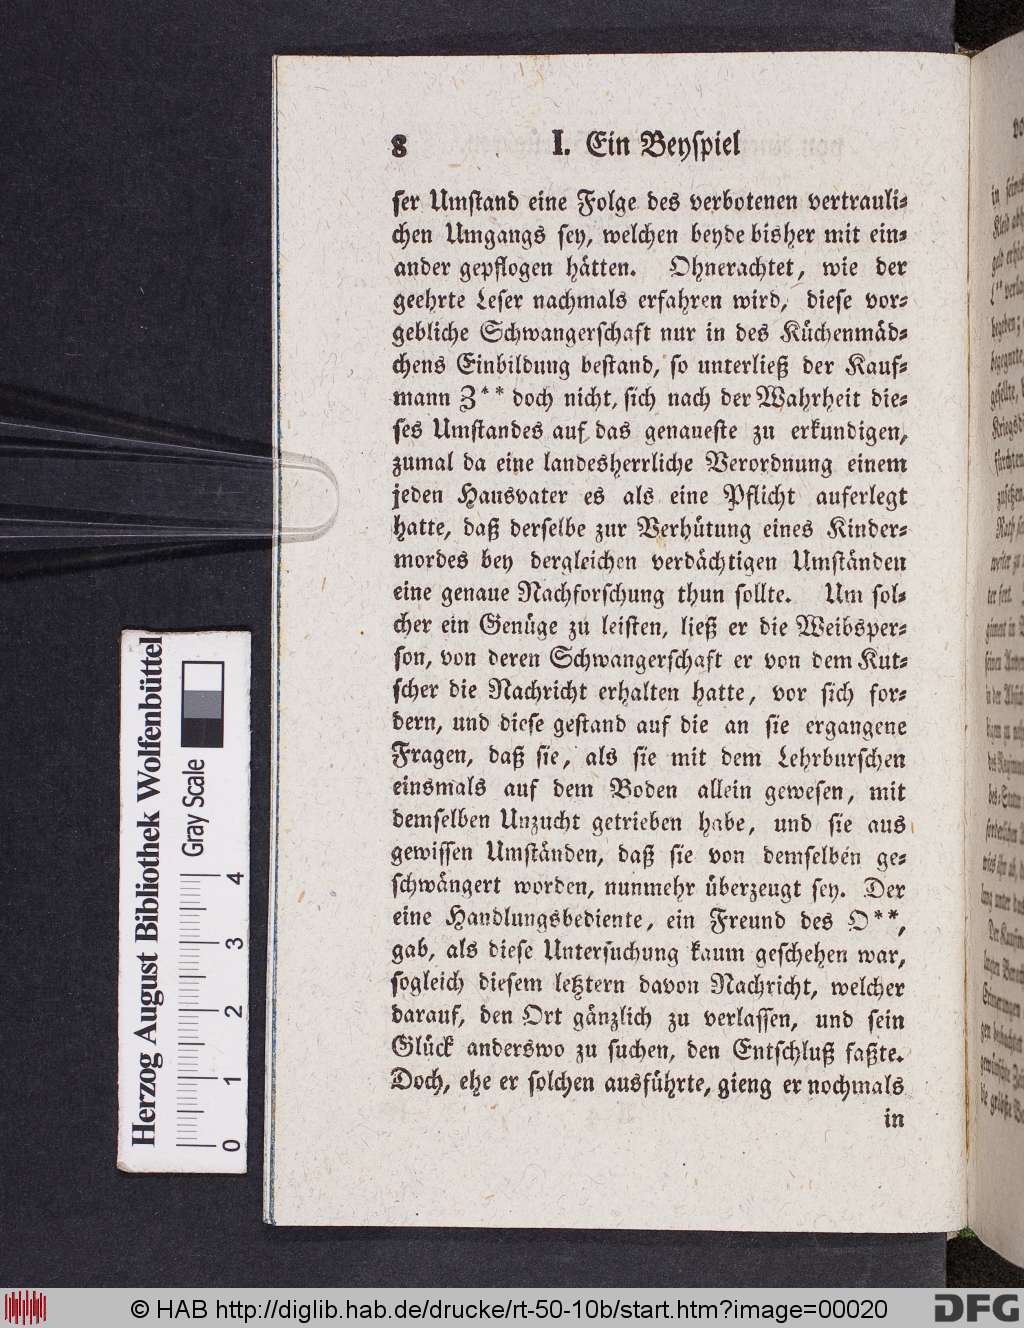 8 I. Ein Beyſpiel
ſer Umſtand eine Folge des verbotenen vertrauli⸗
chen Umgangs ſey, welchen beyde bisher mit ein⸗
ander gepflogen hätten. Ohnerachtet, wie der
geehrte Leſer nachmals erfahren wird, dieſe vor⸗
gebliche Schwangerſchaft nur in des Küchenmäd⸗
chens Einbildung beſtand, ſo unterließ der Kauf⸗
mann Z** doch nicht, ſich nach der Wahrheit die⸗
ſes Umſtandes auf das genaueſte zu erkundigen,
zumal da eine landesherrliche Verordnung einem
jeden Hausvater es als eine Pflicht auferlegt
hatte, daß derſelbe zur Verhütung eines Kinder⸗
mordes bey dergleichen verdächtigen Umſtänden
eine genaue Nachforſchung thun ſollte. Um ſol⸗
cher ein Genüge zu leiſten, ließ er die Weibsper⸗
ſon, von deren Schwangerſchaft er von dem Kut⸗
ſcher die Nachricht erhalten hatte, vor ſich for⸗
dern, und dieſe geſtand auf die an ſie ergangene
Fragen, daß ſie, als ſie mit dem Lehrburſchen
einsmals auf dem Boden allein geweſen, mit
demſelben Unzucht getrieben habe, und ſie aus
gewiſſen Umſtänden, daß ſie von demſelben ge⸗
ſchwängert worden, nunmehr überzeugt ſey. Der
eine Handlungsbediente, ein Freund des O**,
gab, als dieſe Unterſuchung kaum geſchehen war,
ſogleich dieſem letztern davon Nachricht, welcher
darauf, den Ort gänzlich zu verlaſſen, und ſein
Glück anderswo zu ſuchen, den Entſchluß faßte.
Doch, ehe er ſolchen ausführte, gieng er nochmals
in
Herzog August Bibliothek Wolfenbüttel
Gray Scale
0 1 2 3 4
© HAB http://diglib.hab.de/drucke/rt-50-10b/start.htm?image=00020
DFG